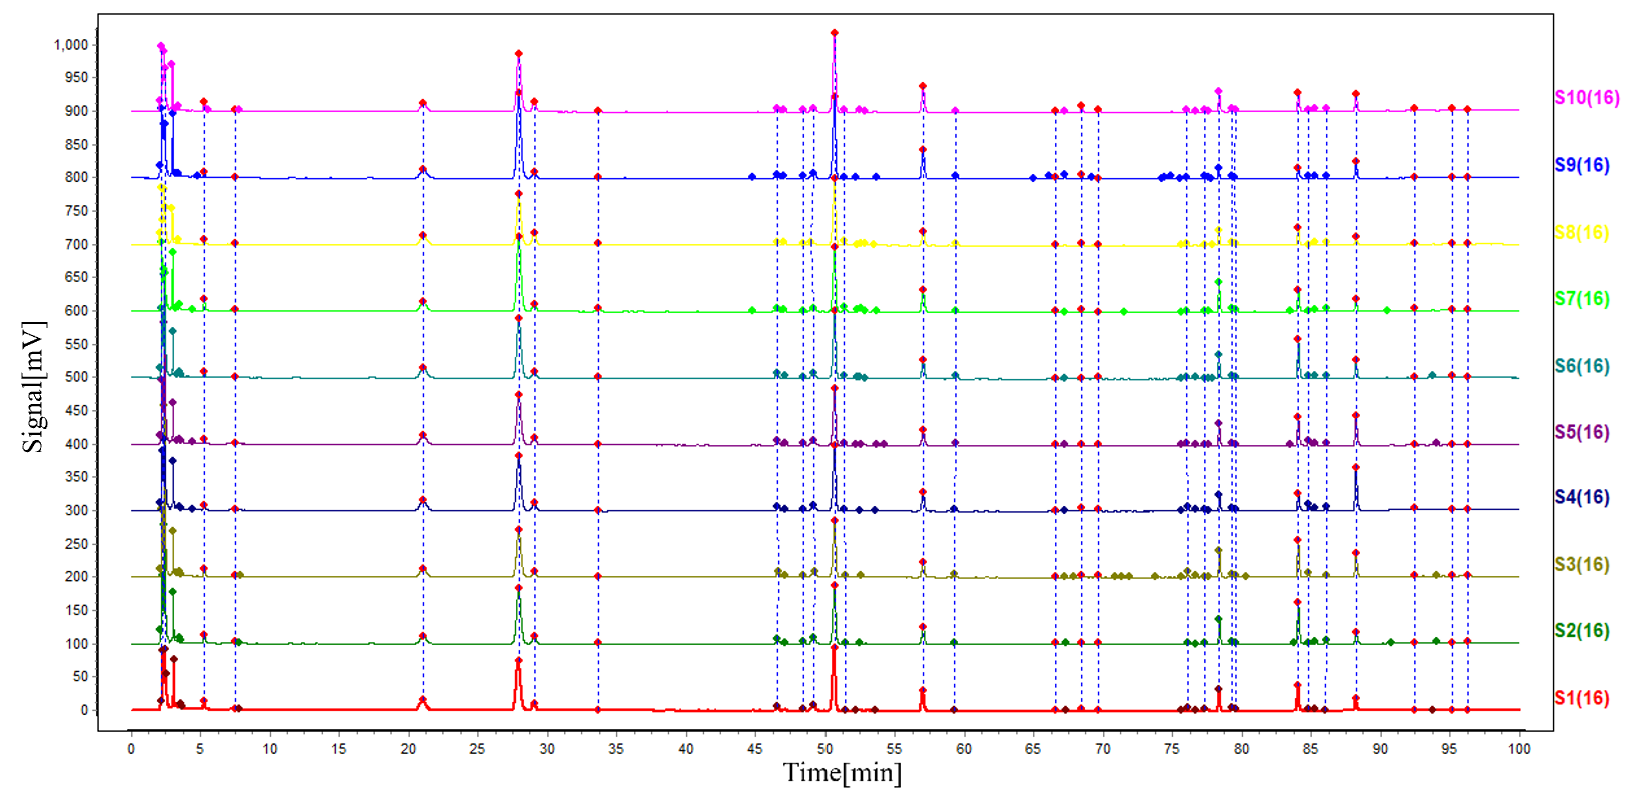 1,000
950
900
850
800
750
700
650
600
550
500
450
400
350
300
250
200
150
100
50
0
Signal[mV]
S10(16)
S9(16)
S8(16)
S7(16)
S6(16)
S5(16)
S4(16)
S3(16)
S2(16)
S1(16)
0 5 10 15 20 25 30 35 40 45 50 55 60 65 70 75 80 85 90 95 100
Time[min]